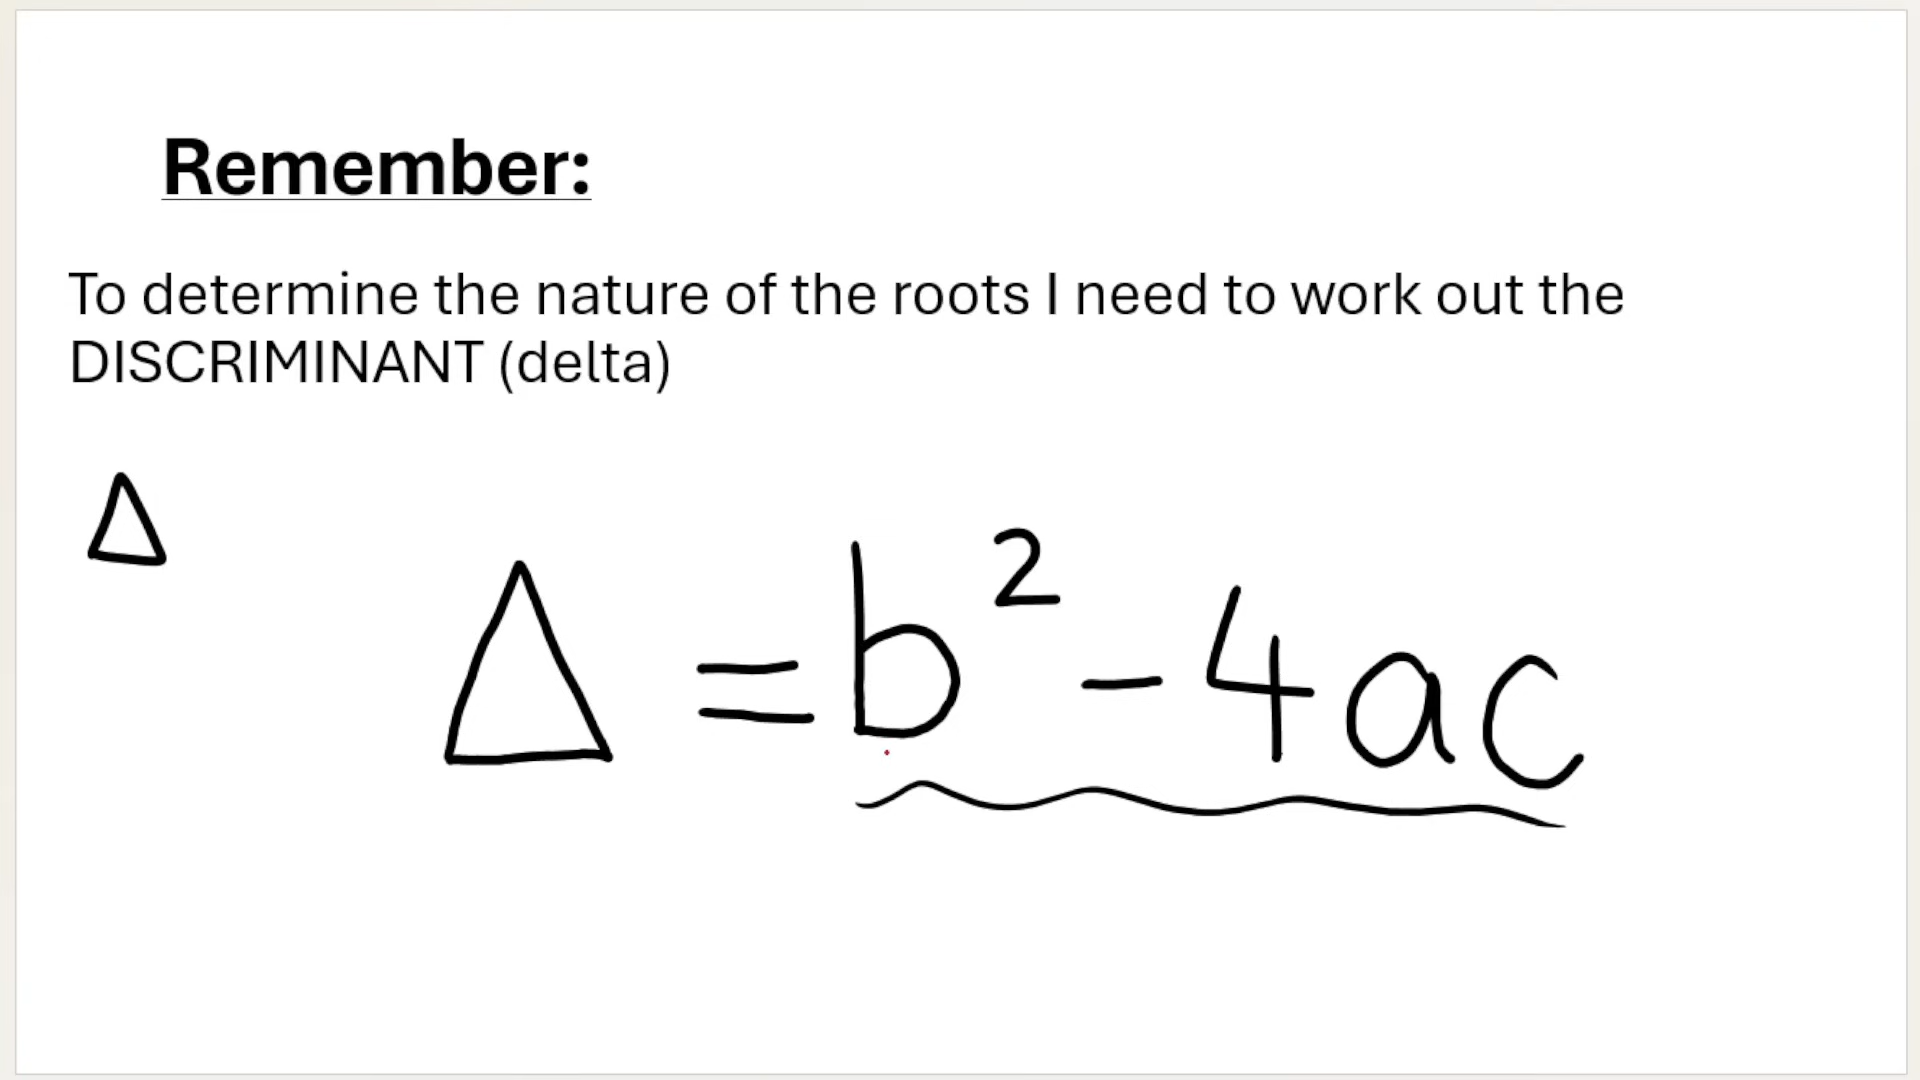 Remember:
To determine the nature of the roots I need to work out the
DISCRIMINANT (delta)
Δ
Δ = b² - 4ac